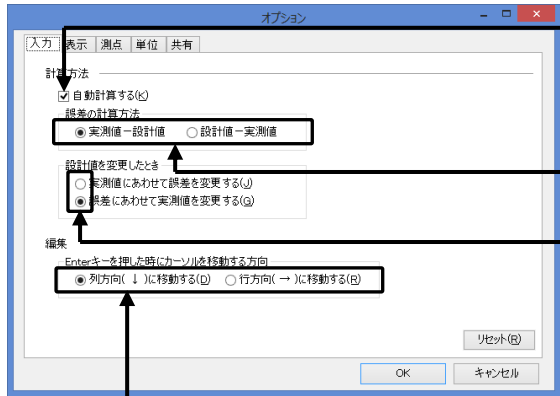 オプション
入力 表示 測点 単位 共有
計算方法
自動計算する(K)
誤差の計算方法
実測値－設計値 設計値－実測値
設計値を変更したとき
実測値にあわせて誤差を変更する(J)
誤差にあわせて実測値を変更する(G)
編集
Enterキーを押した時にカーソルを移動する方向
列方向( ↓ )に移動する(D) 行方向( → )に移動する(R)
リセット(R)
OK キャンセル